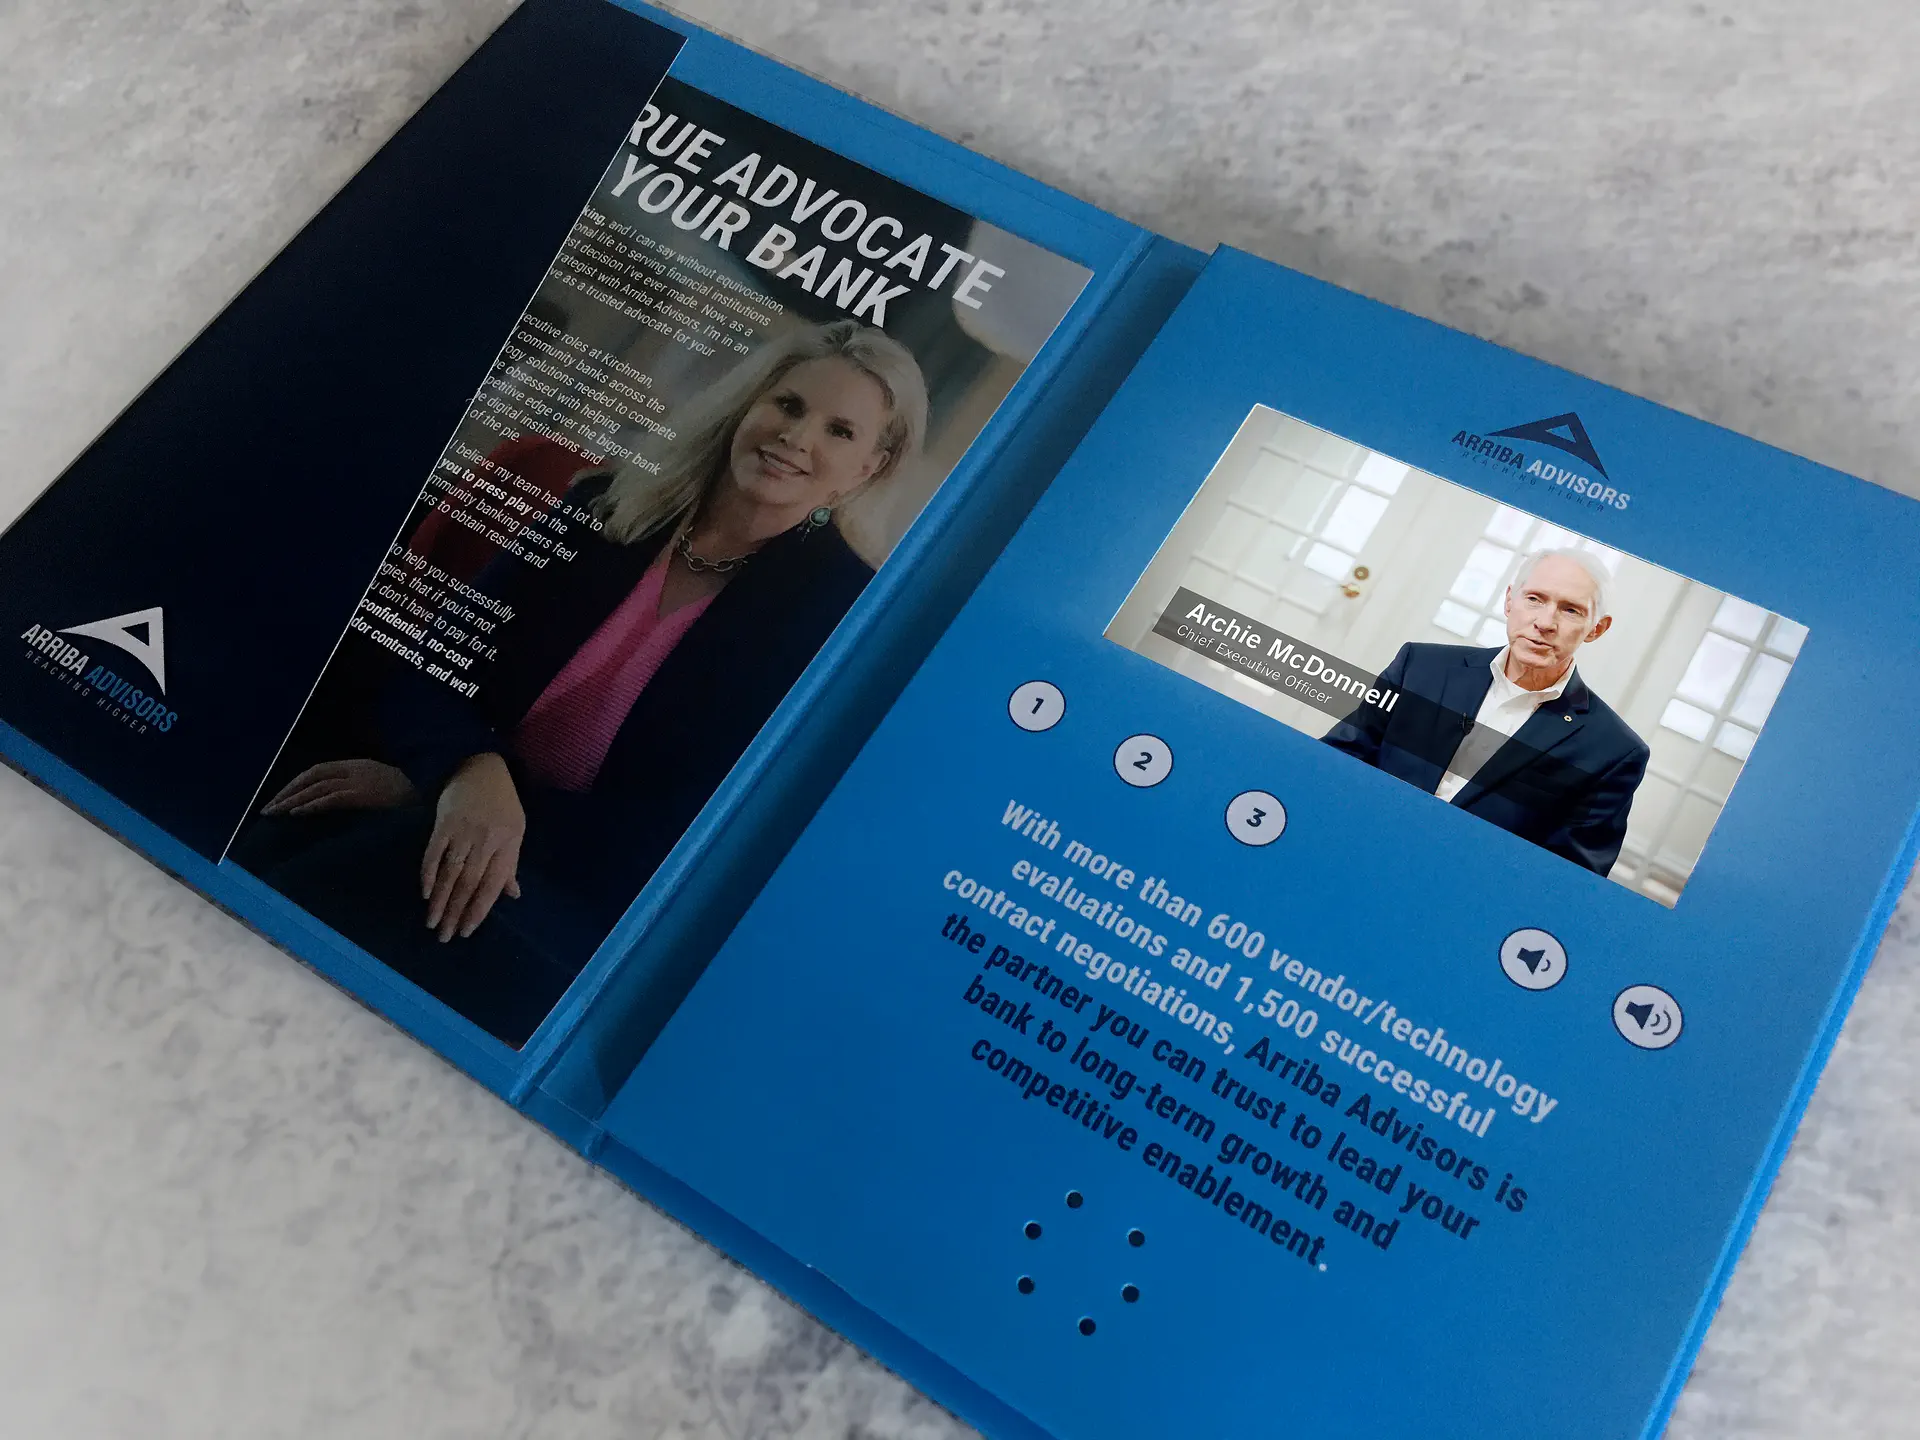 RUE ADVOCATE
YOUR BANK
king, and I can say without equivocation,
onal life to serving financial institutions
st decision I've ever made. Now, as a
ategist with Arriba Advisors, I'm in an
ve as a trusted advocate for your
ecutive roles at Kirchman,
community banks across the
ogy solutions needed to compete
e obsessed with helping
petitive edge over the bigger bank
e digital institutions and
of the pie.
I believe my team has a lot to
you to press play on the
mmunity banking peers feel
ors to obtain results and
to help you successfully
gies, that if you're not
u don't have to pay for it.
confidential, no-cost
dor contracts, and we'll
ARRIBA ADVISORS
REACHING HIGHER
ARRIBA ADVISORS
REACHING HIGHER
Archie McDonnell
Chief Executive Officer
1
2
3
With more than 600 vendor/technology
evaluations and 1,500 successful
contract negotiations, Arriba Advisors is
the partner you can trust to lead your
bank to long-term growth and
competitive enablement.